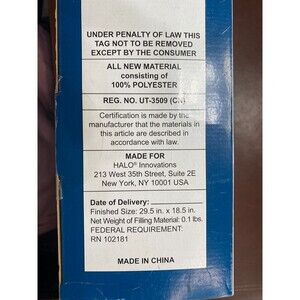 UNDER PENALTY OF LAW THIS
TAG NOT TO BE REMOVED
EXCEPT BY THE CONSUMER
ALL NEW MATERIAL
consisting of
100% POLYESTER
REG. NO. UT-3509 (CN)
Certification is made by the
manufacturer that the materials in
this article are described in
accordance with law.
MADE FOR
HALO® Innovations
213 West 35th Street, Suite 2E
New York, NY 10001 USA
Date of Delivery:
Finished Size: 29.5 in. x 18.5 in.
Net Weight of Filling Material: 0.1 lbs.
FEDERAL REQUIREMENT:
RN 102181
MADE IN CHINA